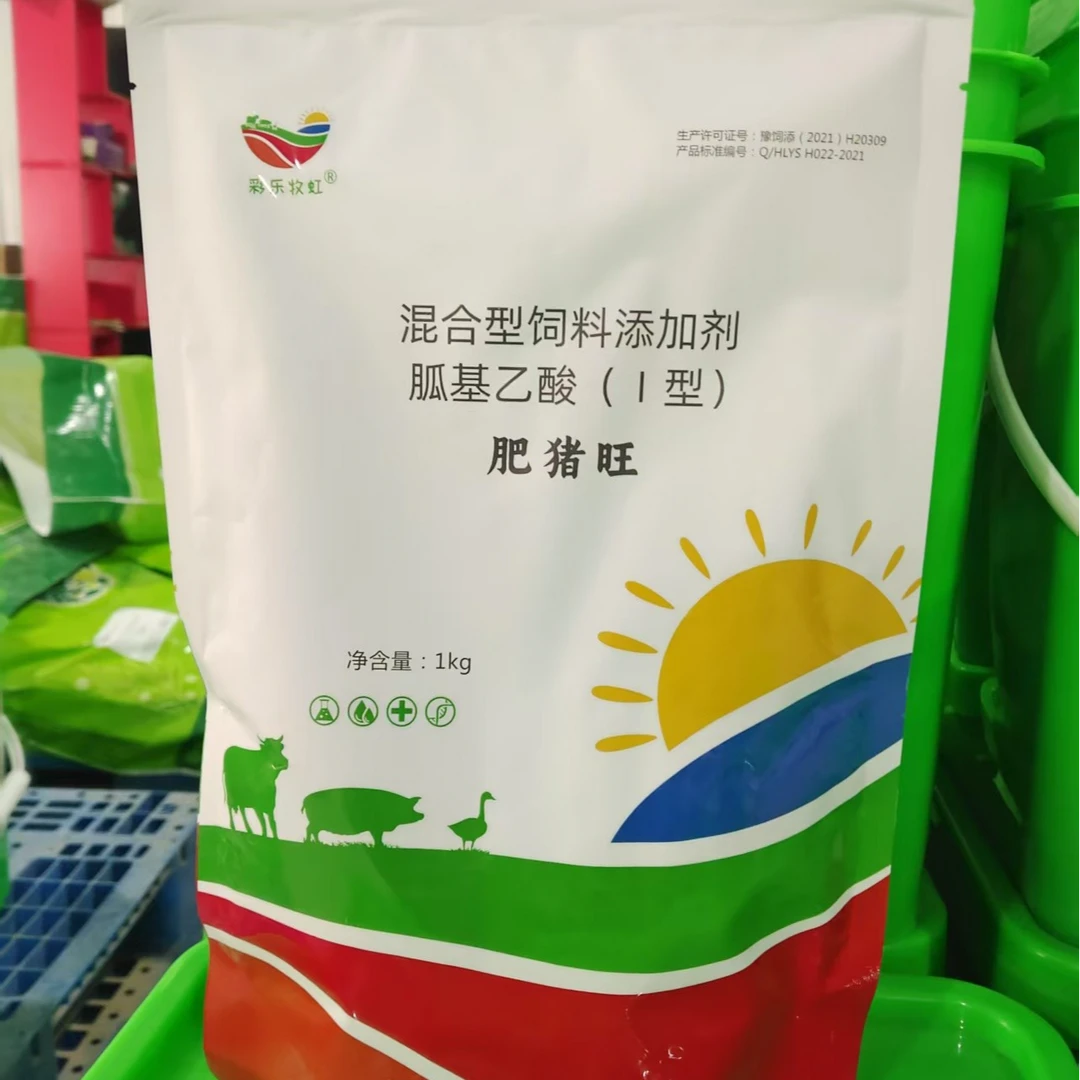 彩乐牧虹®
生产许可证号：豫饲添（2021）H20309
产品标准编号：Q/HLYS H022-2021
混合型饲料添加剂
胍基乙酸（I型）
肥猪旺
净含量：1kg